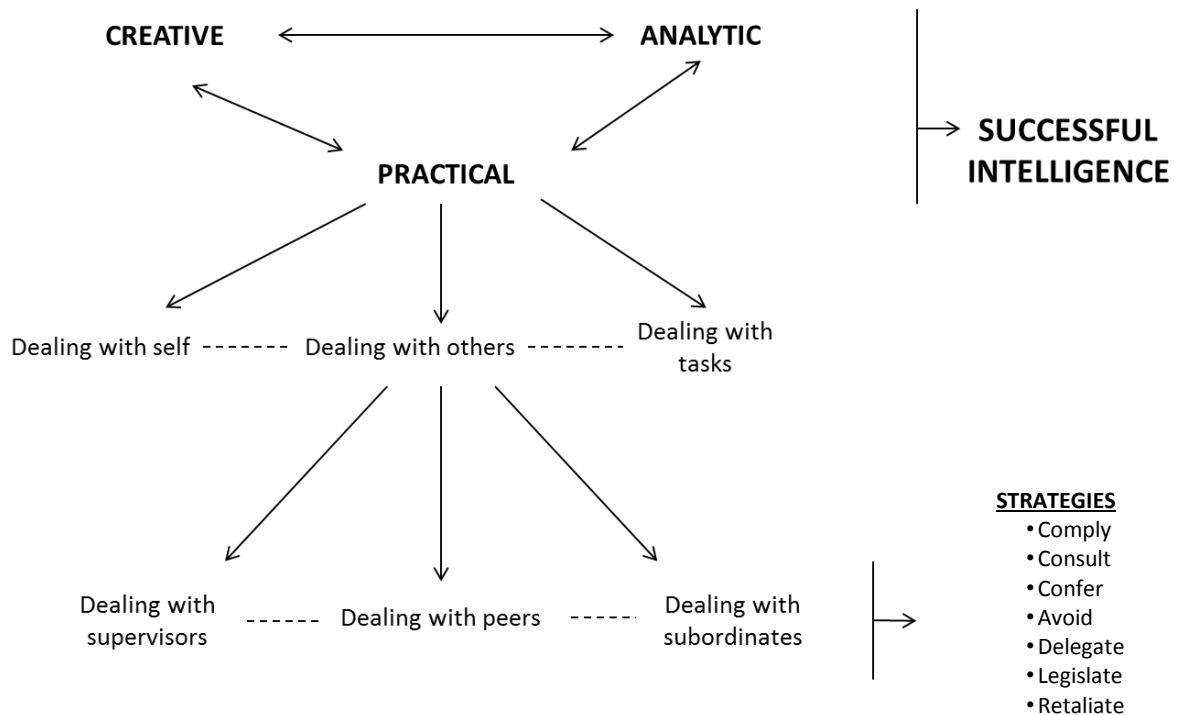 CREATIVE
ANALYTIC
SUCCESSFUL
INTELLIGENCE
PRACTICAL
Dealing with self
Dealing with others
Dealing with
tasks
STRATEGIES
•Comply
•Consult
•Confer
•Avoid
•Delegate
•Legislate
•Retaliate
Dealing with
supervisors
Dealing with peers
Dealing with
subordinates